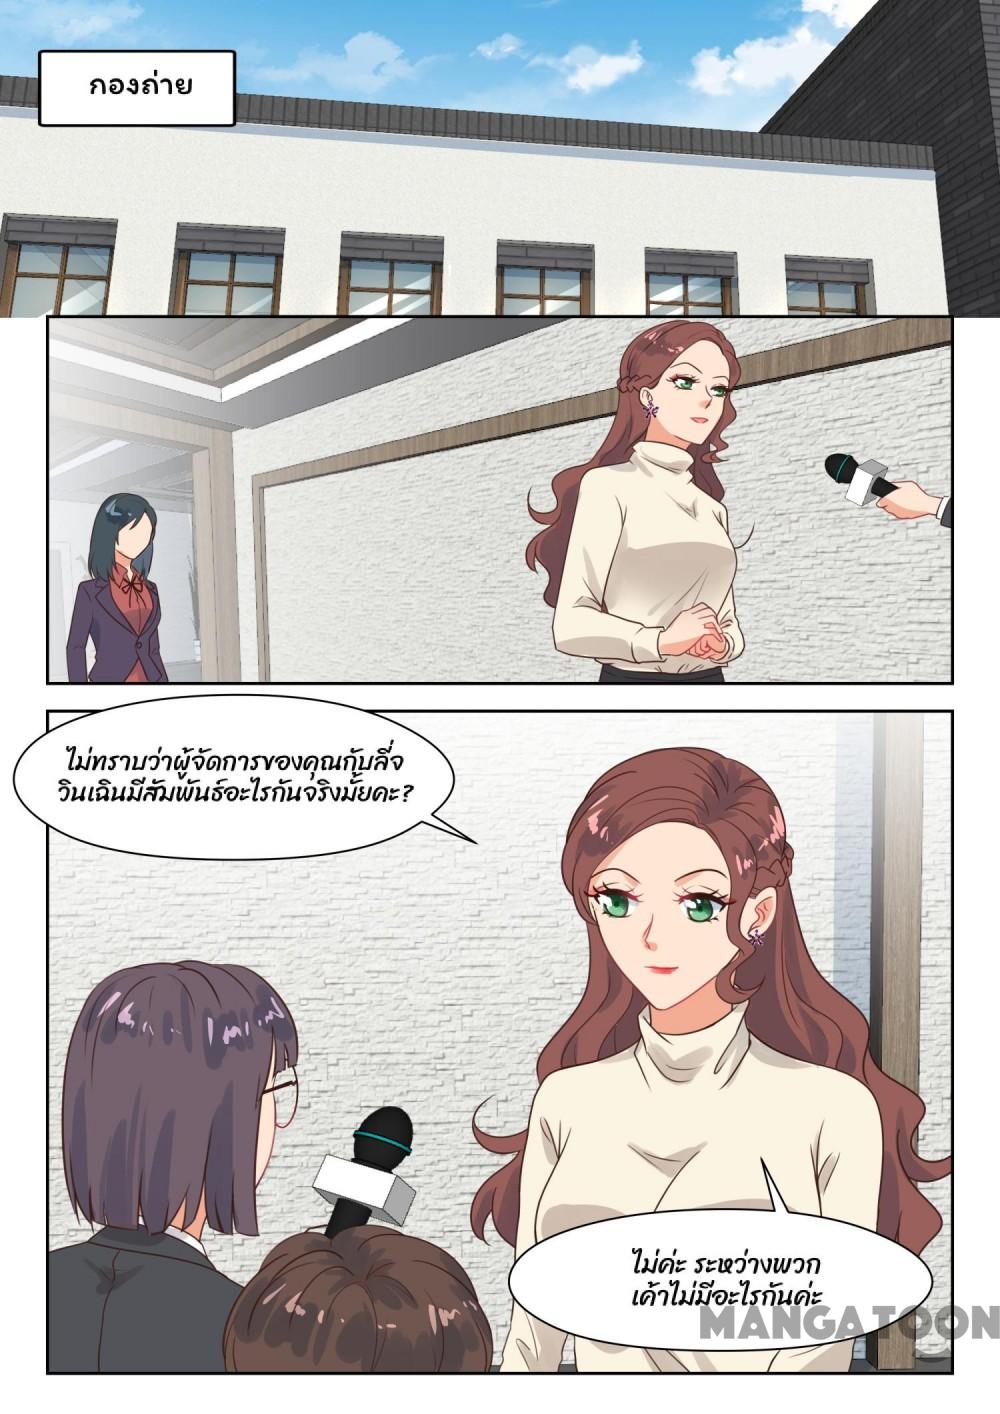 กองถ่าย
ไม่ทราบว่าผู้จัดการของคุณกับลี่จ
วินเฉินมีสัมพันธ์อะไรกันจริงมั้ยคะ?
ไม่ค่ะ ระหว่างพวก
เค้าไม่มีอะไรกันค่ะ
MANGATOON